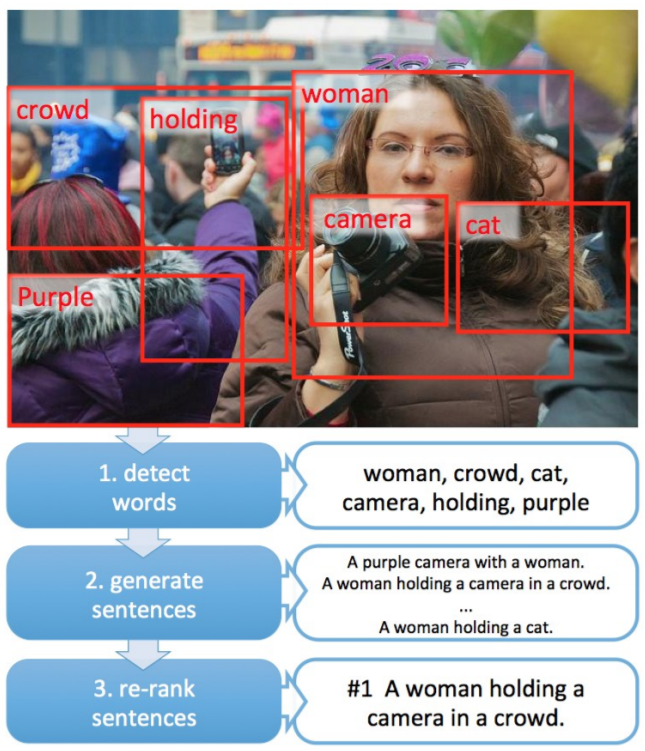 crowd
holding
woman
camera
cat
Purple
PowerShot
1. detect
words
woman, crowd, cat,
camera, holding, purple
2. generate
sentences
A purple camera with a woman.
A woman holding a camera in a crowd.
...
A woman holding a cat.
3. re-rank
sentences
#1 A woman holding a
camera in a crowd.